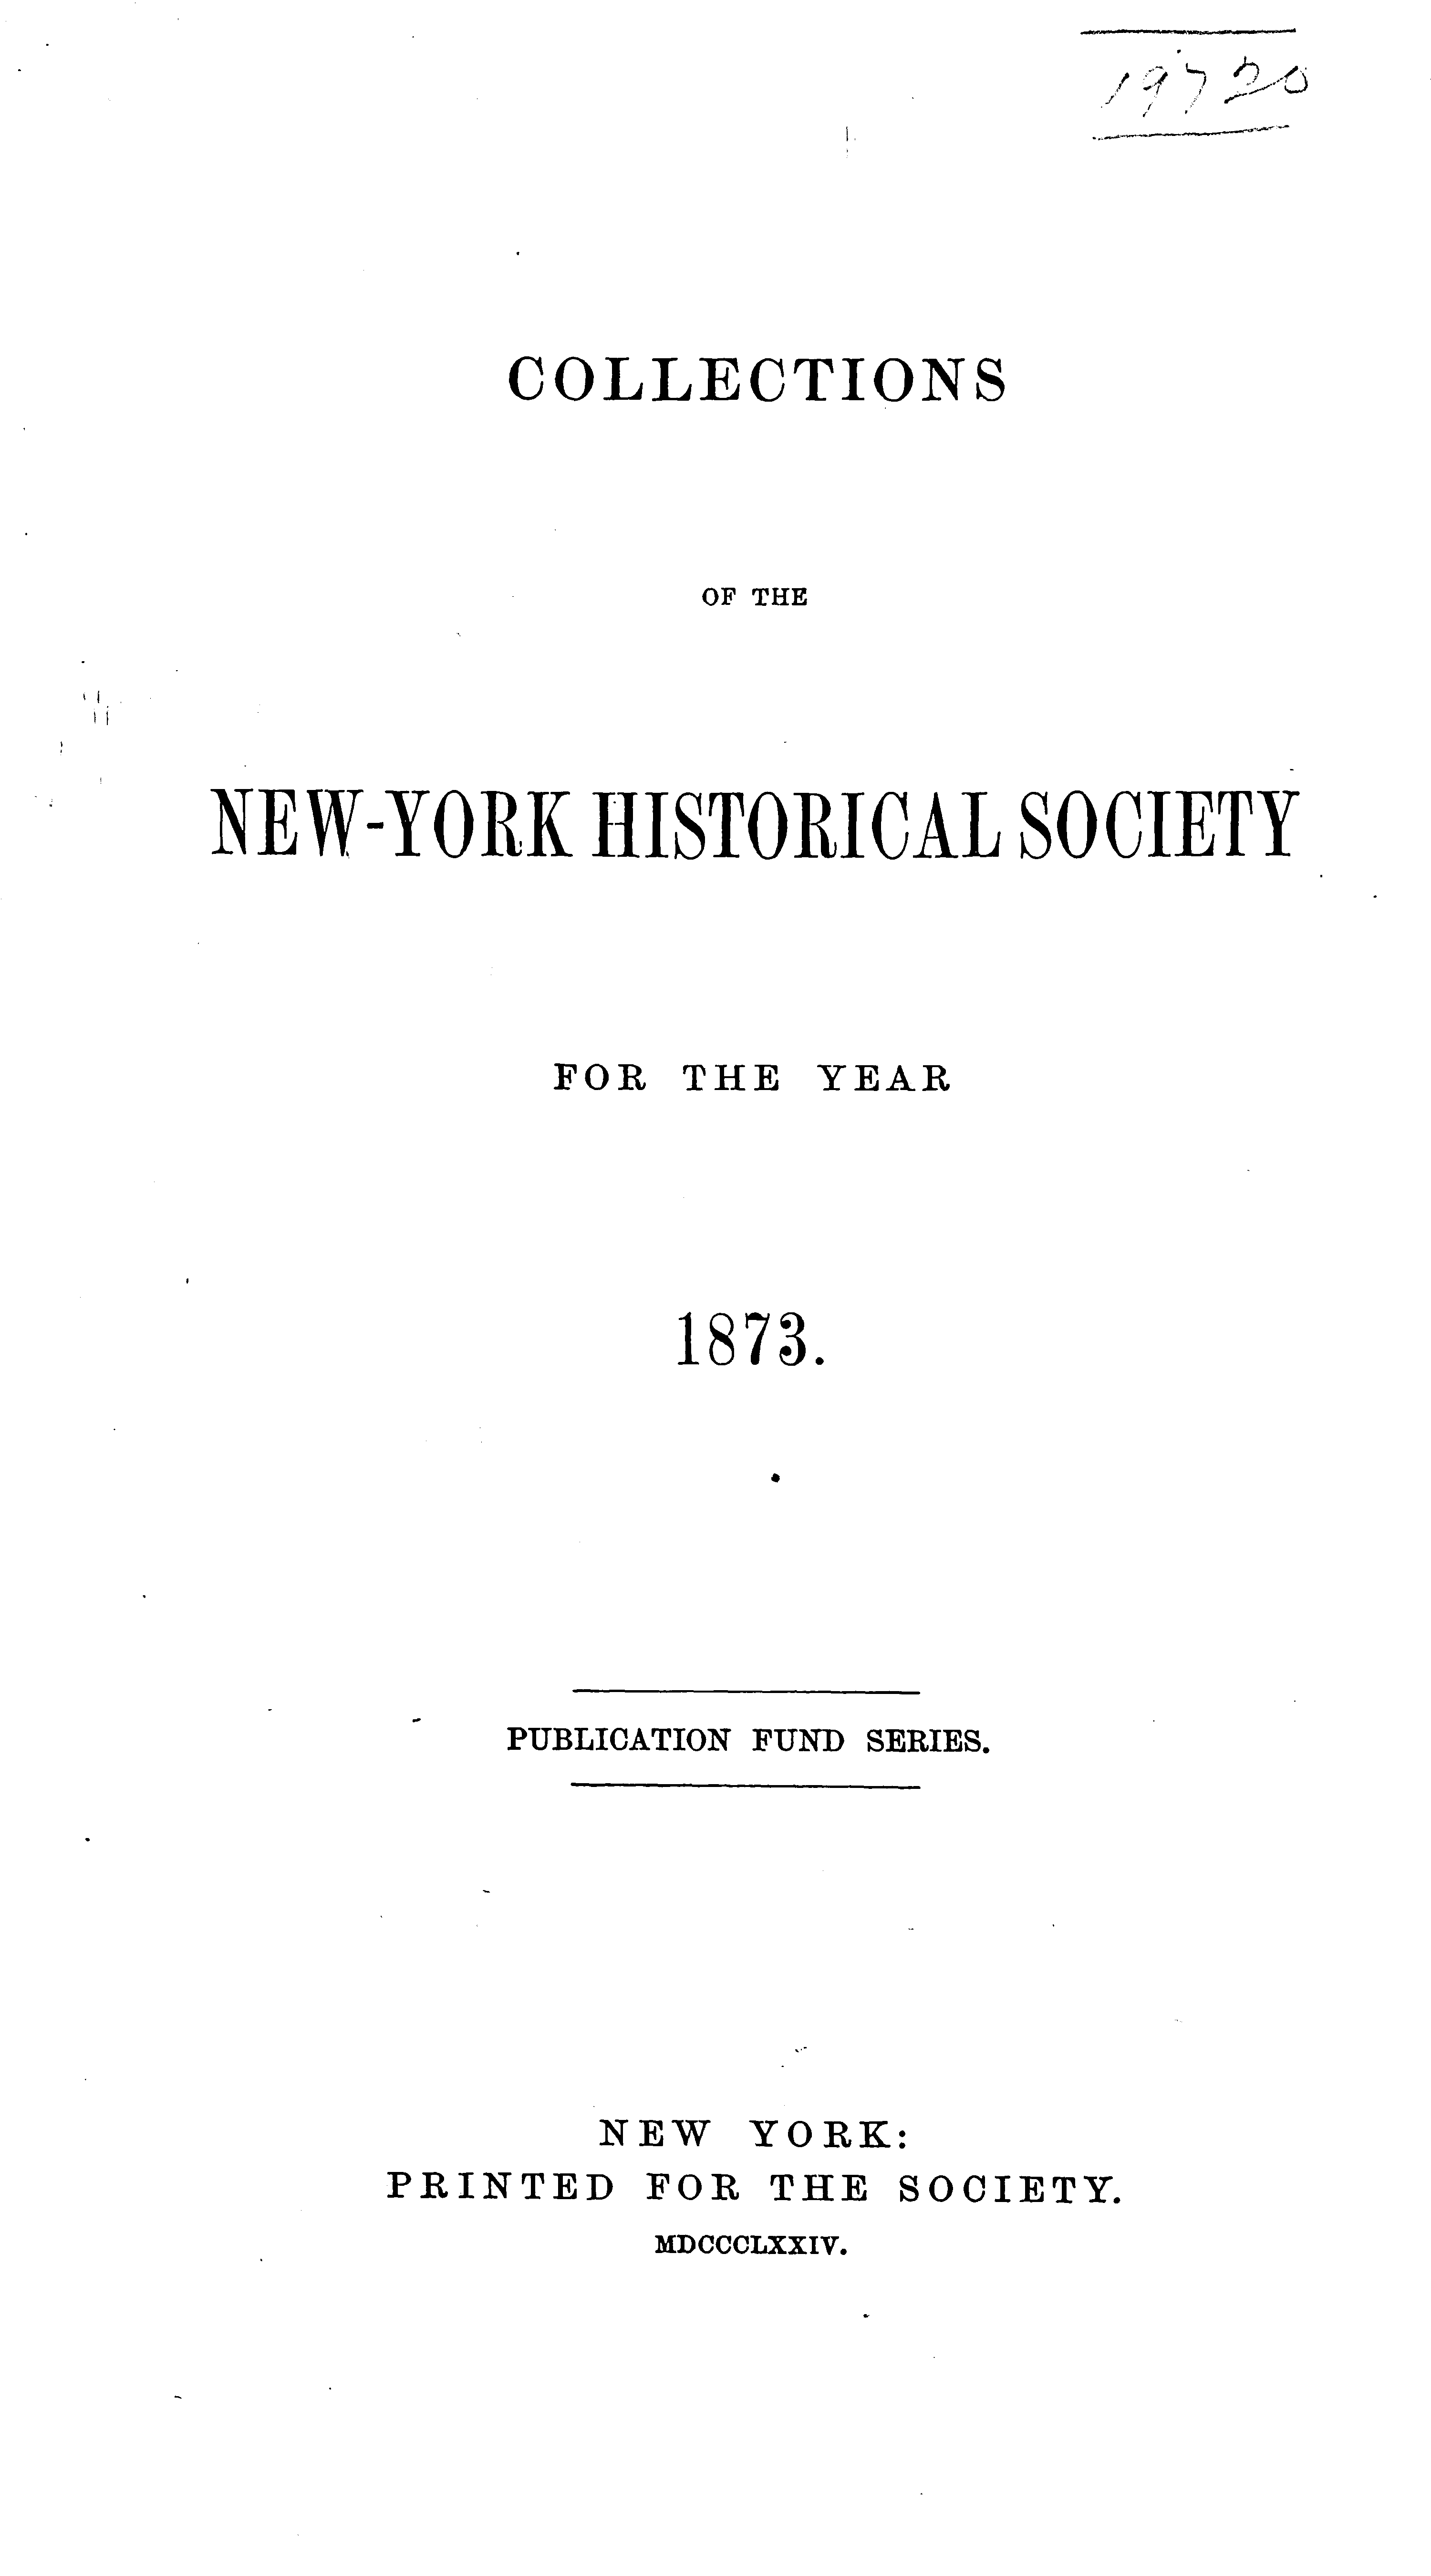 19720
COLLECTIONS
OF THE
NEW-YORK HISTORICAL SOCIETY
FOR THE YEAR
1873.
PUBLICATION FUND SERIES.
NEW YORK:
PRINTED FOR THE SOCIETY.
MDCCCLXXIV.